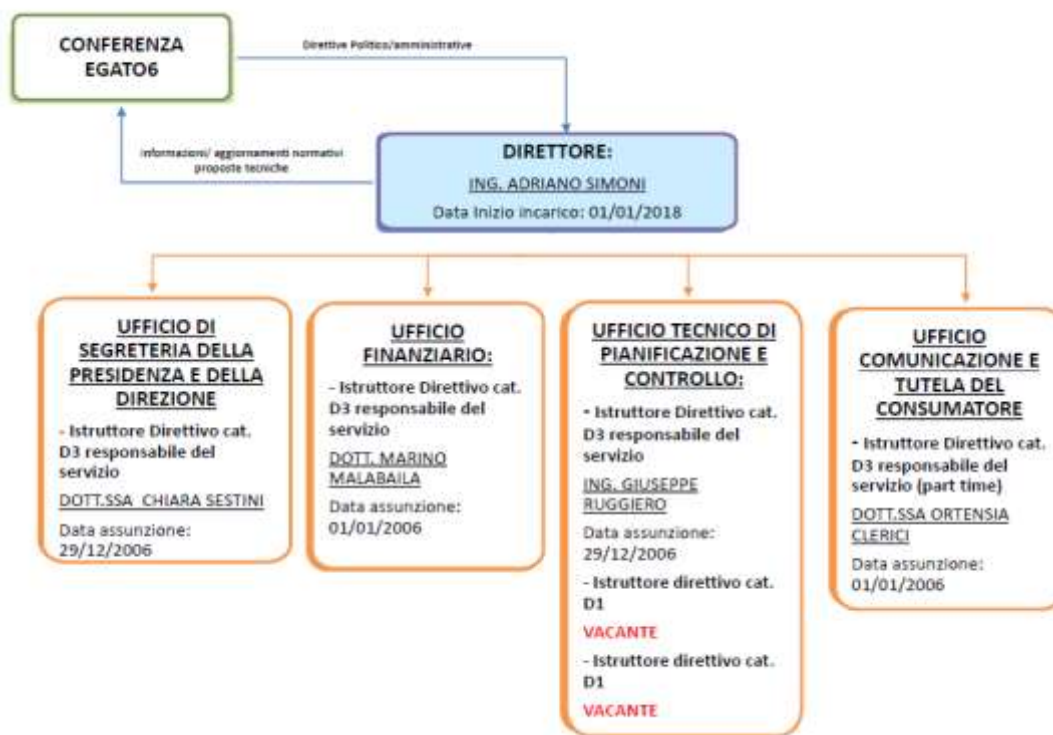 CONFERENZA
EGATO6
Direttive Politico/amministrative
Informazioni/ aggiornamenti normativi
proposte tecniche
DIRETTORE:
ING. ADRIANO SIMONI
Data Inizio incarico: 01/01/2018
UFFICIO DI
SEGRETERIA DELLA
PRESIDENZA E DELLA
DIREZIONE
- Istruttore Direttivo cat.
D3 responsabile del
servizio
DOTT.SSA CHIARA SESTINI
Data assunzione:
29/12/2006
UFFICIO
FINANZIARIO:
- Istruttore Direttivo cat.
D3 responsabile del
servizio
DOTT. MARINO
MALABAILA
Data assunzione:
01/01/2006
UFFICIO TECNICO DI
PIANIFICAZIONE E
CONTROLLO:
- Istruttore Direttivo cat.
D3 responsabile del
servizio
ING. GIUSEPPE
RUGGIERO
Data assunzione:
29/12/2006
- Istruttore direttivo cat.
D1
VACANTE
- Istruttore direttivo cat.
D1
VACANTE
UFFICIO
COMUNICAZIONE E
TUTELA DEL
CONSUMATORE
- Istruttore Direttivo cat.
D3 responsabile del
servizio (part time)
DOTT.SSA ORTENSIA
CLERICI
Data assunzione:
01/01/2006